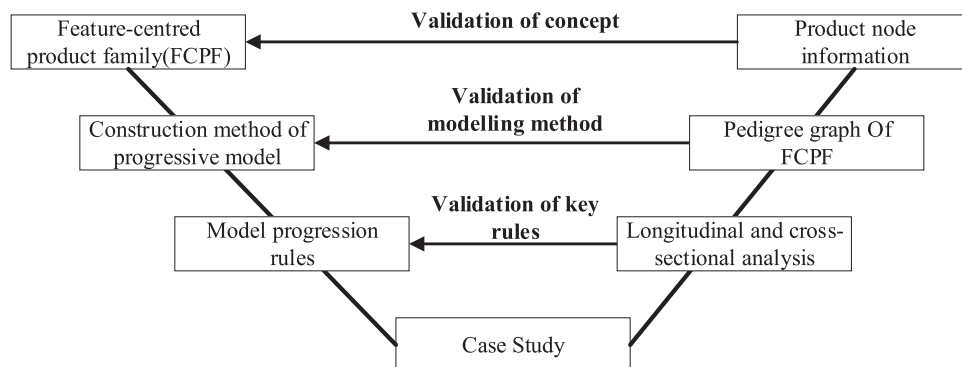 Validation of concept
Feature-centred
product family(FCPF)
Product node
information
Validation of
modelling method
Construction method of
progressive model
Pedigree graph Of
FCPF
Validation of key
rules
Model progression
rules
Longitudinal and cross-
sectional analysis
Case Study